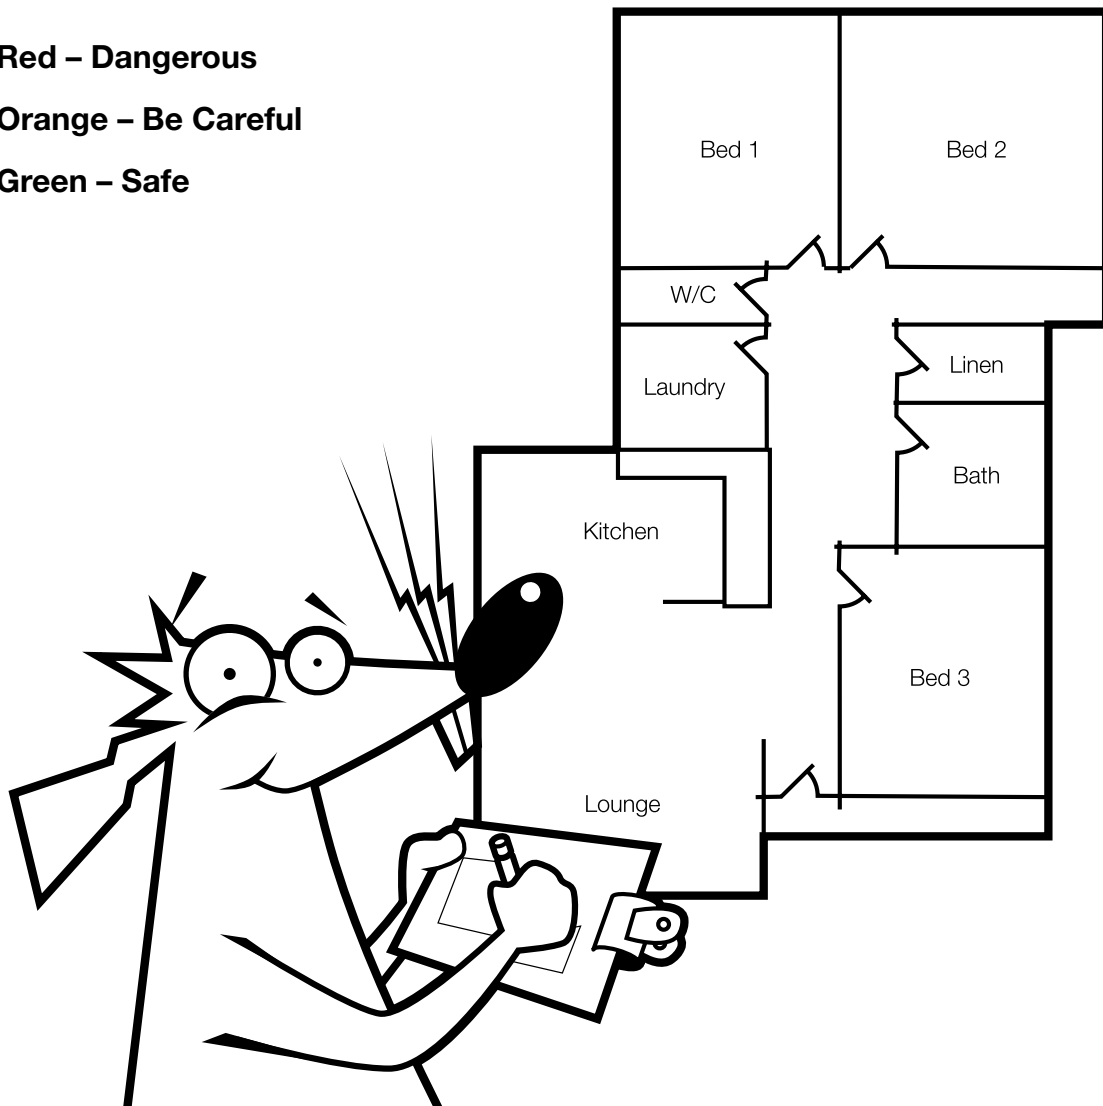 Red – Dangerous
Orange – Be Careful
Green – Safe
Bed 1
Bed 2
W/C
Linen
Laundry
Bath
Kitchen
Bed 3
Lounge